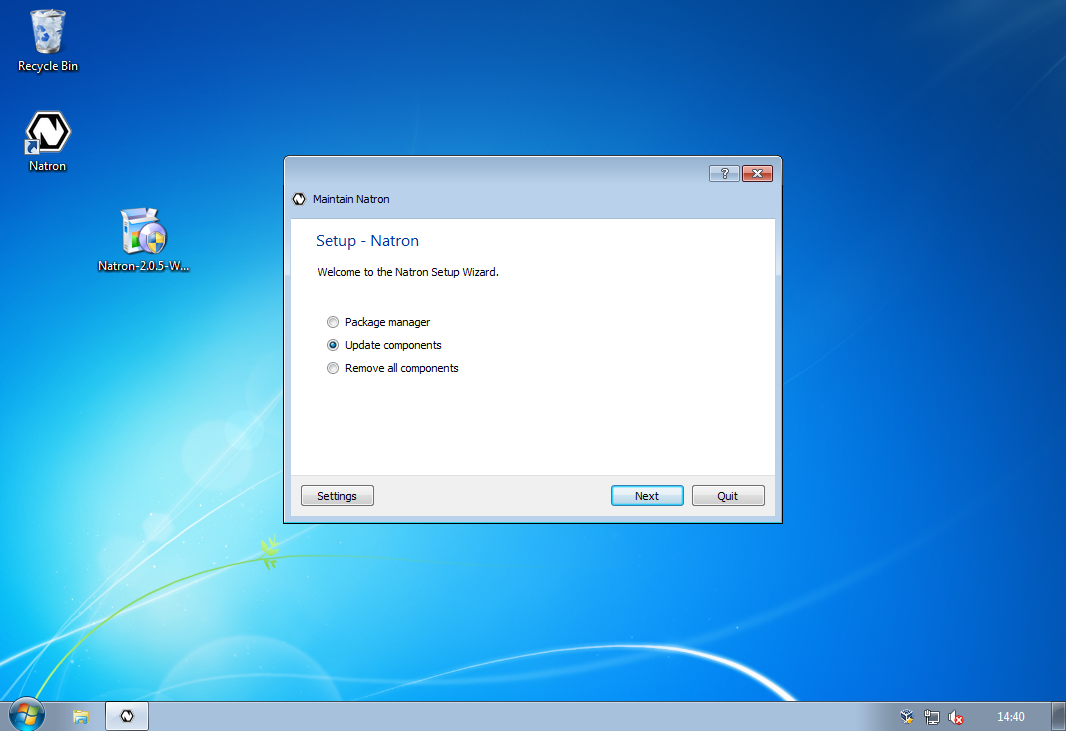 Recycle Bin
Natron
Natron-2.0.5-W...
?
Maintain Natron
Setup - Natron
Welcome to the Natron Setup Wizard.
Package manager
Update components
Remove all components
Settings
Next
Quit
14:40